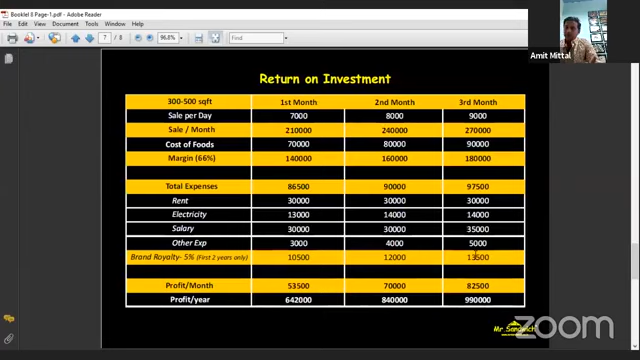 Booklel 8 Page-1.pdf - Adobe Reader
File Edit View Window Help
7 / 8 96.8% Find
Amit Mittal
Return on Investment
300-500 sqft 1st Month 2nd Month 3rd Month
Sale per Day 7000 8000 9000
Sale / Month 210000 240000 270000
Cost of Foods 70000 80000 90000
Margin (66%) 140000 160000 180000
Total Expenses 86500 90000 97500
Rent 30000 30000 30000
Electricity 13000 14000 14000
Salary 30000 30000 35000
Other Exp 3000 4000 5000
Brand Royalty- 5% (First 2 years only) 10500 12000 13500
Profit/Month 53500 70000 82500
Profit/year 642000 840000 990000
Mr Sandwich
zoom